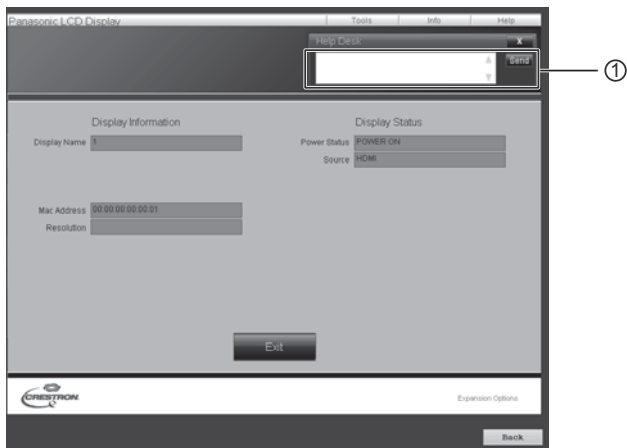 Panasonic LCD Display
Tools Info Help
Help Desk X
Send
①
Display Information Display Status
Display Name 1 Power Status POWER ON
Source HDMI
Mac Address 00:00:00:00:00:01
Resolution
Exit
CRESTRON Expansion Options
Back